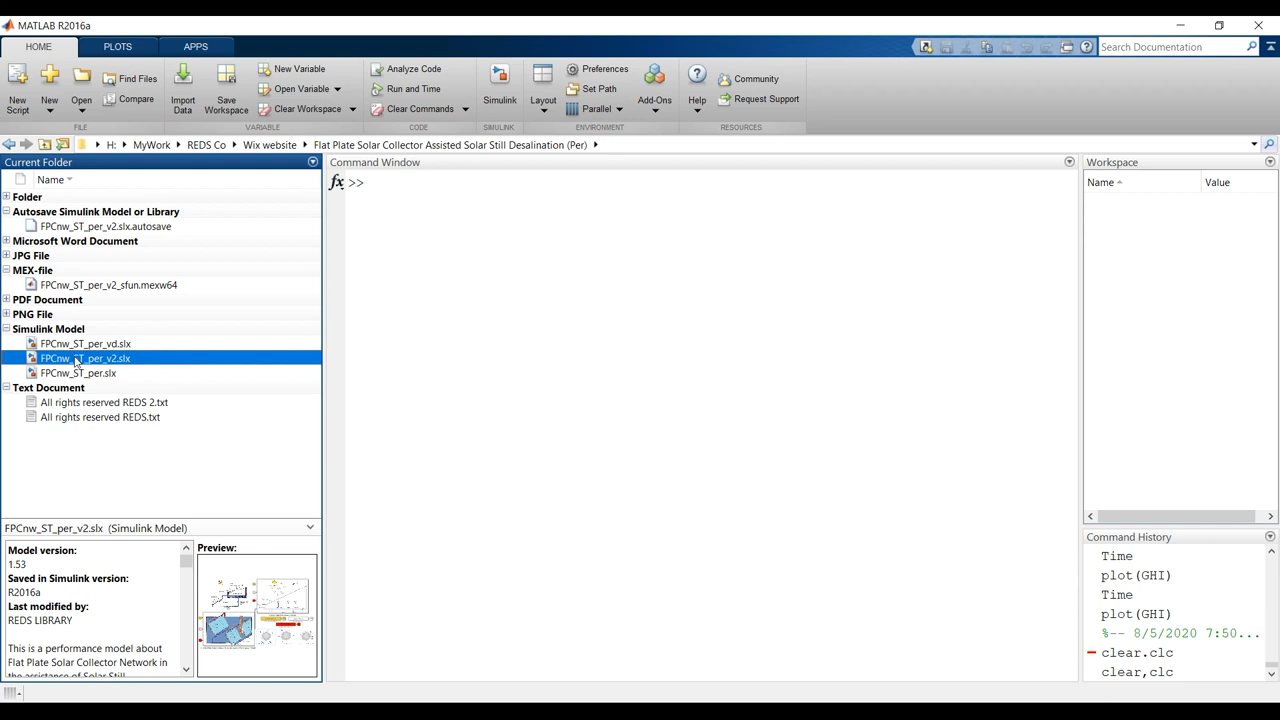 MATLAB R2016a
HOME PLOTS APPS
Search Documentation
New Script
New
Open
Find Files
Compare
FILE
Import Data
Save Workspace
New Variable
Open Variable
Clear Workspace
VARIABLE
Analyze Code
Run and Time
Clear Commands
CODE
Simulink
SIMULINK
Layout
Preferences
Set Path
Parallel
Add-Ons
ENVIRONMENT
Help
Community
Request Support
RESOURCES
H: MyWork REDS Co Wix website Flat Plate Solar Collector Assisted Solar Still Desalination (Per)
Current Folder
Name
Folder
Autosave Simulink Model or Library
FPCnw_ST_per_v2.slx.autosave
Microsoft Word Document
JPG File
MEX-file
FPCnw_ST_per_v2_sfun.mexw64
PDF Document
PNG File
Simulink Model
FPCnw_ST_per_vd.slx
FPCnw_ST_per_v2.slx
FPCnw_ST_per.slx
Text Document
All rights reserved REDS 2.txt
All rights reserved REDS.txt
FPCnw_ST_per_v2.slx (Simulink Model)
Model version:
1.53
Saved in Simulink version:
R2016a
Last modified by:
REDS LIBRARY
This is a performance model about
Flat Plate Solar Collector Network in
the assistance of Solar Still
Preview:
Command Window
fx >>
Workspace
Name Value
Command History
Time
plot(GHI)
Time
plot(GHI)
%-- 8/5/2020 7:50...
clear.clc
clear,clc